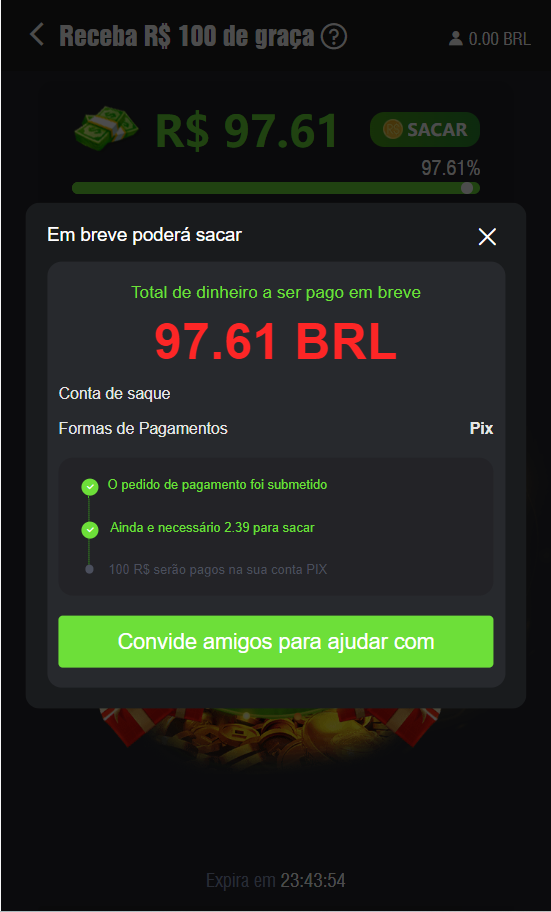 Receba R$ 100 de graça ?
0.00 BRL
R$ 97.61
SACAR
97.61%
Em breve poderá sacar
Total de dinheiro a ser pago em breve
97.61 BRL
Conta de saque
Formas de Pagamentos Pix
O pedido de pagamento foi submetido
Ainda e necessário 2.39 para sacar
100 R$ serão pagos na sua conta PIX
Convide amigos para ajudar com
Expira em 23:43:54